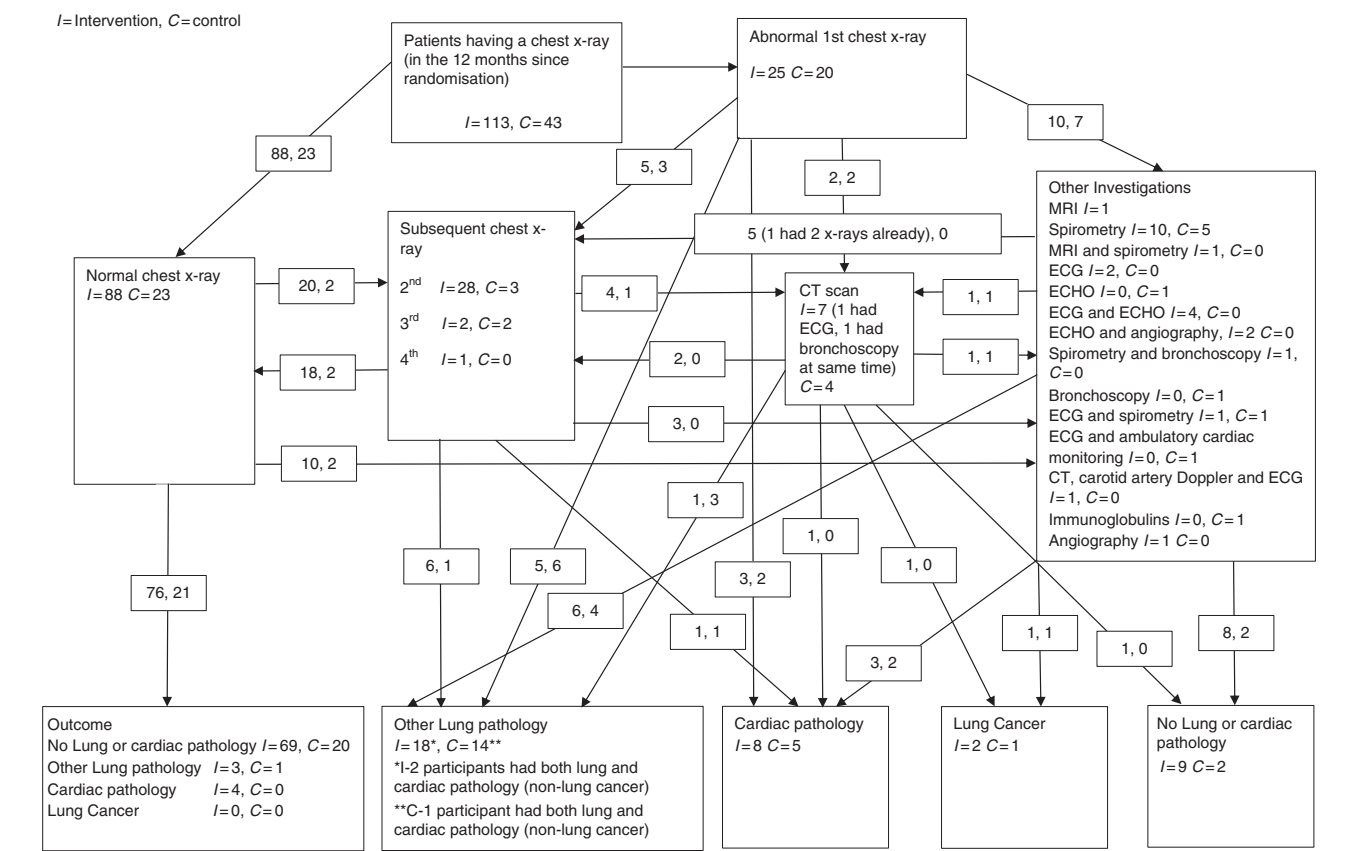 I=Intervention, C=control
Patients having a chest x-ray
(in the 12 months since
randomisation)
I=113, C=43
Abnormal 1st chest x-ray
I=25 C=20
88, 23
5, 3
2, 2
10, 7
Normal chest x-ray
I=88 C=23
20, 2
18, 2
10, 2
Subsequent chest x-
ray
2nd I=28, C=3
3rd I=2, C=2
4th I=1, C=0
5 (1 had 2 x-rays already), 0
4, 1
2, 0
3, 0
CT scan
I=7 (1 had
ECG, 1 had
bronchoscopy
at same time)
C=4
1, 1
1, 1
Other Investigations
MRI I=1
Spirometry I=10, C=5
MRI and spirometry I=1, C=0
ECG I=2, C=0
ECHO I=0, C=1
ECG and ECHO I=4, C=0
ECHO and angiography, I=2 C=0
Spirometry and bronchoscopy I=1,
C=0
Bronchoscopy I=0, C=1
ECG and spirometry I=1, C=1
ECG and ambulatory cardiac
monitoring I=0, C=1
CT, carotid artery Doppler and ECG
I=1, C=0
Immunoglobulins I=0, C=1
Angiography I=1 C=0
76, 21
6, 1
5, 6
6, 4
1, 3
1, 1
3, 2
1, 0
1, 0
3, 2
1, 1
1, 0
8, 2
Outcome
No Lung or cardiac pathology I=69, C=20
Other Lung pathology I=3, C=1
Cardiac pathology I=4, C=0
Lung Cancer I=0, C=0
Other Lung pathology
I=18*, C=14**
*I-2 participants had both lung and
cardiac pathology (non-lung cancer)
**C-1 participant had both lung and
cardiac pathology (non-lung cancer)
Cardiac pathology
I=8 C=5
Lung Cancer
I=2 C=1
No Lung or cardiac
pathology
I=9 C=2